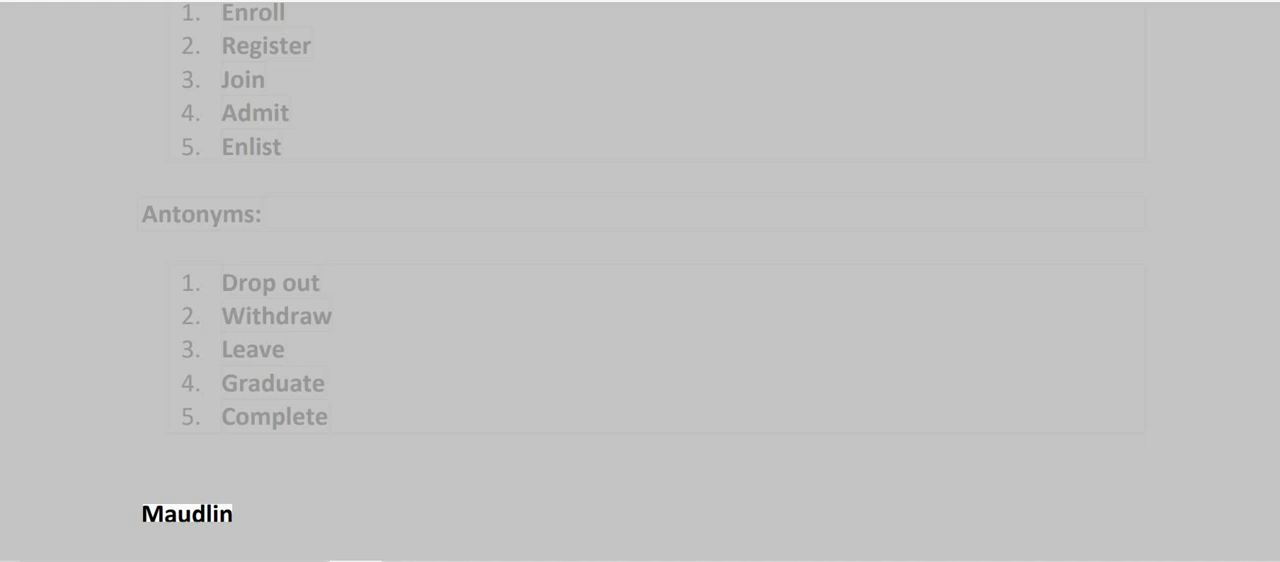 1. Enroll
2. Register
3. Join
4. Admit
5. Enlist
Antonyms:
1. Drop out
2. Withdraw
3. Leave
4. Graduate
5. Complete
Maudlin